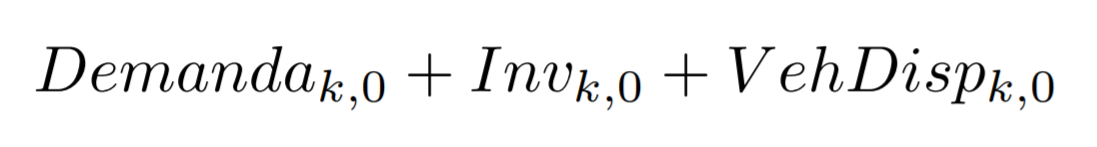 Demanda_{k,0} + Inv_{k,0} + VehDisp_{k,0}